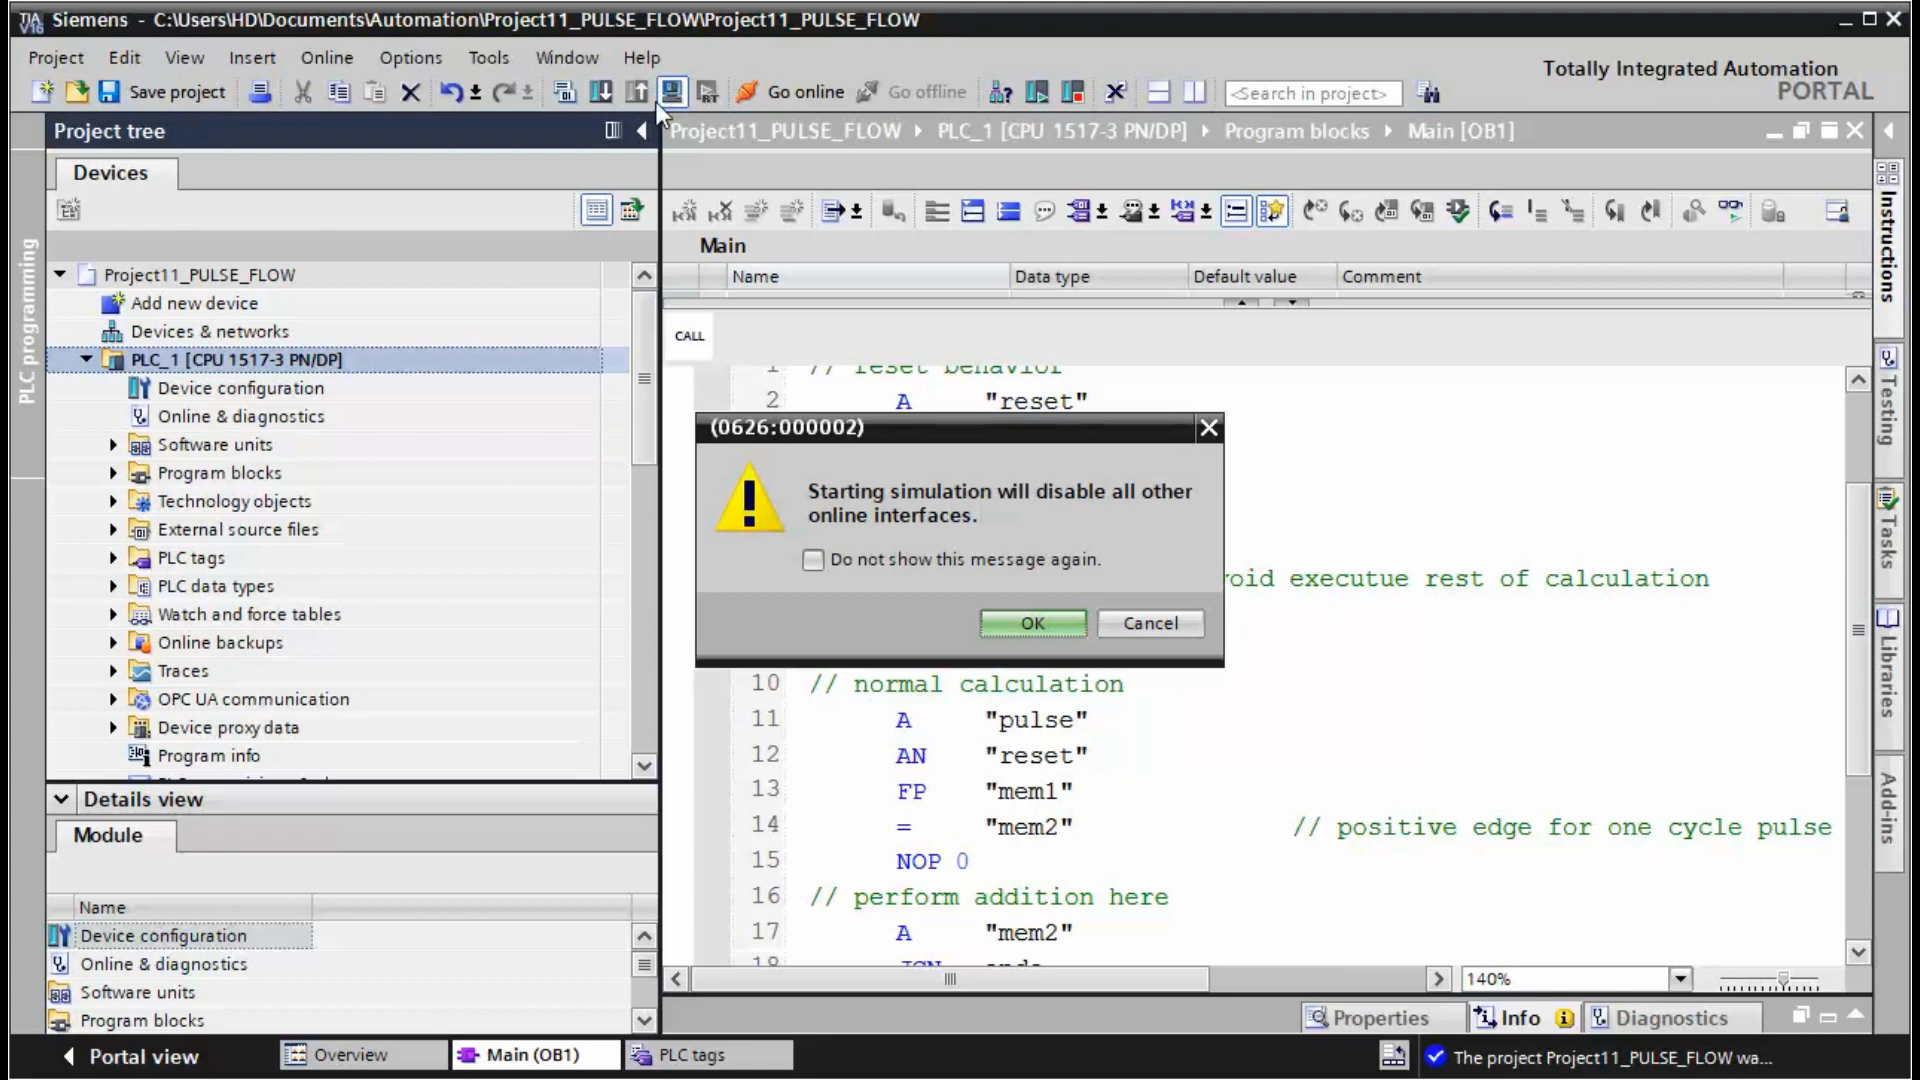 TIA V16 Siemens - C:\Users\HD\Documents\Automation\Project11_PULSE_FLOW\Project11_PULSE_FLOW
Project Edit View Insert Online Options Tools Window Help
Totally Integrated Automation
PORTAL
Save project
Go online
Go offline
<Search in project>
Project tree
Project11_PULSE_FLOW PLC_1 [CPU 1517-3 PN/DP] Program blocks Main [OB1]
Devices
PLC programming
Main
Name Data type Default value Comment
CALL
Project11_PULSE_FLOW
Add new device
Devices & networks
PLC_1 [CPU 1517-3 PN/DP]
Device configuration
Online & diagnostics
Software units
Program blocks
Technology objects
External source files
PLC tags
PLC data types
Watch and force tables
Online backups
Traces
OPC UA communication
Device proxy data
Program info
1 // reset behavior
2 A "reset"
(0626:000002)
Starting simulation will disable all other
online interfaces.
Do not show this message again.
OK Cancel
void executue rest of calculation
10 // normal calculation
11 A "pulse"
12 AN "reset"
13 FP "mem1"
14 = "mem2" // positive edge for one cycle pulse
15 NOP 0
16 // perform addition here
17 A "mem2"
18
140%
Instructions
Testing
Tasks
Libraries
Add-ins
Details view
Module
Name
Device configuration
Online & diagnostics
Software units
Program blocks
Properties Info Diagnostics
Portal view Overview Main (OB1) PLC tags
The project Project11_PULSE_FLOW wa...